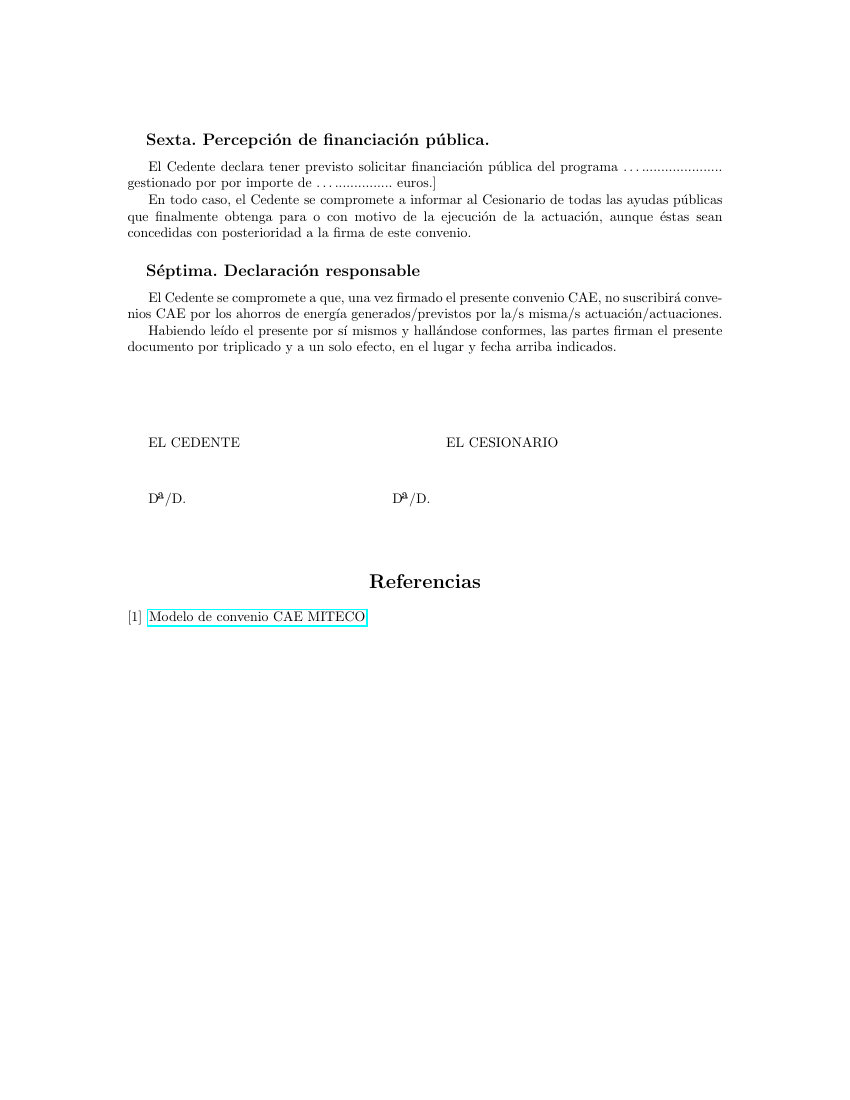 Sexta. Percepción de financiación pública.
El Cedente declara tener previsto solicitar financiación pública del programa . . . .....................
gestionado por por importe de . . . ............... euros.]
En todo caso, el Cedente se compromete a informar al Cesionario de todas las ayudas públicas
que finalmente obtenga para o con motivo de la ejecución de la actuación, aunque éstas sean
concedidas con posterioridad a la firma de este convenio.
Séptima. Declaración responsable
El Cedente se compromete a que, una vez firmado el presente convenio CAE, no suscribirá conve-
nios CAE por los ahorros de energía generados/previstos por la/s misma/s actuación/actuaciones.
Habiendo leído el presente por sí mismos y hallándose conformes, las partes firman el presente
documento por triplicado y a un solo efecto, en el lugar y fecha arriba indicados.
EL CEDENTE EL CESIONARIO
Dª/D. Dª/D.
Referencias
[1] Modelo de convenio CAE MITECO